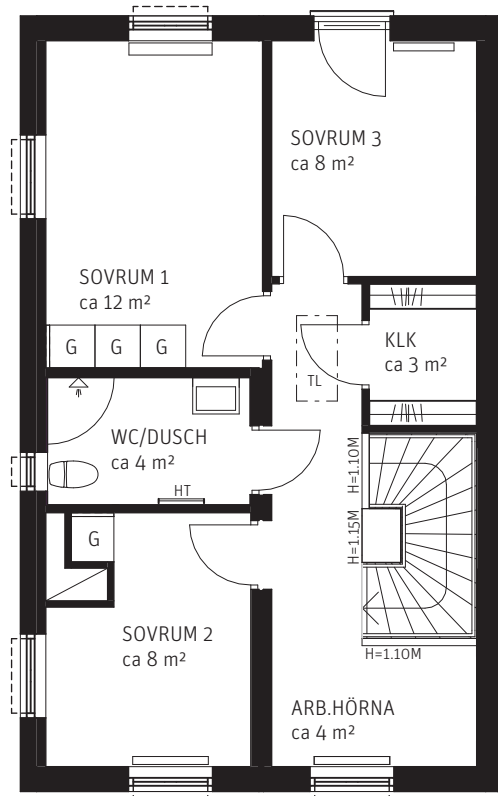 SOVRUM 3
ca 8 m²
SOVRUM 1
ca 12 m²
G G G
TL
KLK
ca 3 m²
WC/DUSCH
ca 4 m²
HT
H=1.10M
H=1.15M
G
SOVRUM 2
ca 8 m²
H=1.10M
ARB.HÖRNA
ca 4 m²